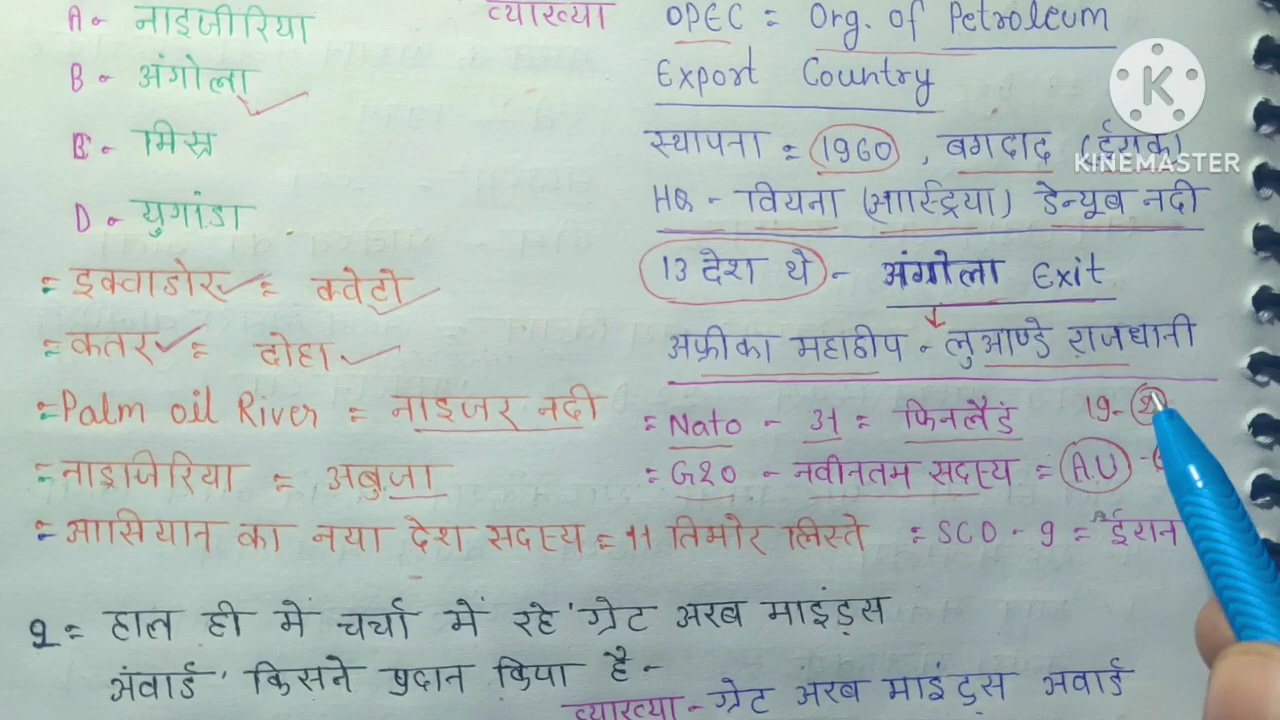 A- नाइजीरिया
B- अंगोला
C- मिस्र
D- युगांडा
= इक्वाडोर = क्वेटो
= कतर = दोहा
= Palm oil River = नाइजर नदी
= नाइजिरिया = अबुजा
= आसियान का नया देश सदस्य = 11 तिमोर लिस्ते
व्याख्या OPEC = Org. of Petroleum
Export Country
स्थापना = 1960, बगदाद (ईराक)
HQ - वियना (आस्ट्रिया) डेन्यूब नदी
13 देश थे - अंगोला Exit
अफ्रीका महाद्वीप - लुआण्डे राजधानी
= Nato - 31 = फिनलैंड
= G20 - नवीनतम सदस्य = A.U
= SCO - 9 = ईरान
K
KINEMASTER
2= हाल ही में चर्चा में रहे 'ग्रेट अरब माइंड्स
अंवार्ड' किसने प्रदान किया है -
व्याख्या - ग्रेट अरब माइंड्स अवार्ड